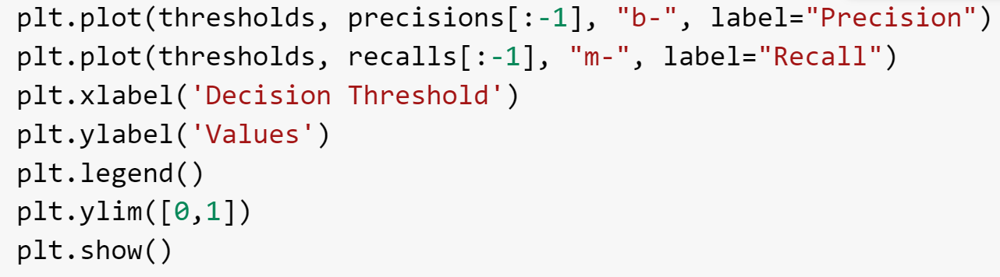 plt.plot(thresholds, precisions[:-1], "b-", label="Precision")
plt.plot(thresholds, recalls[:-1], "m-", label="Recall")
plt.xlabel('Decision Threshold')
plt.ylabel('Values')
plt.legend()
plt.ylim([0,1])
plt.show()